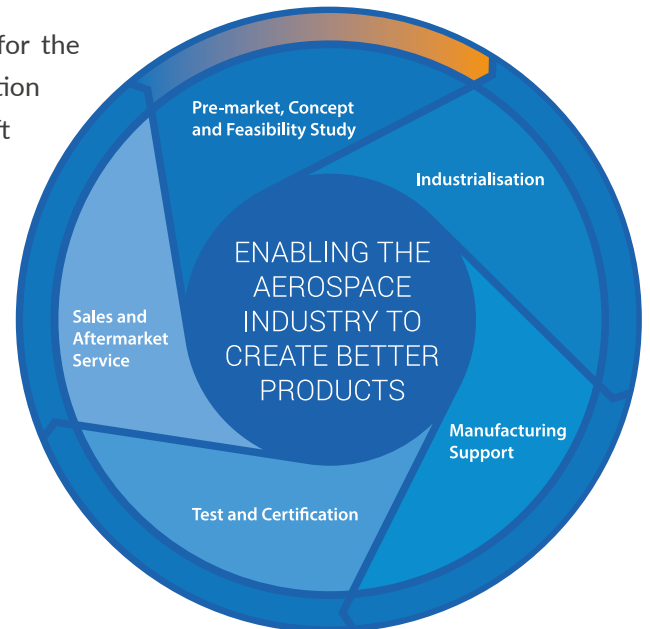 for the
tion
ft
Pre-market, Concept
and Feasibility Study
Industrialisation
ENABLING THE
AEROSPACE
INDUSTRY TO
CREATE BETTER
PRODUCTS
Sales and
Aftermarket
Service
Manufacturing
Support
Test and Certification